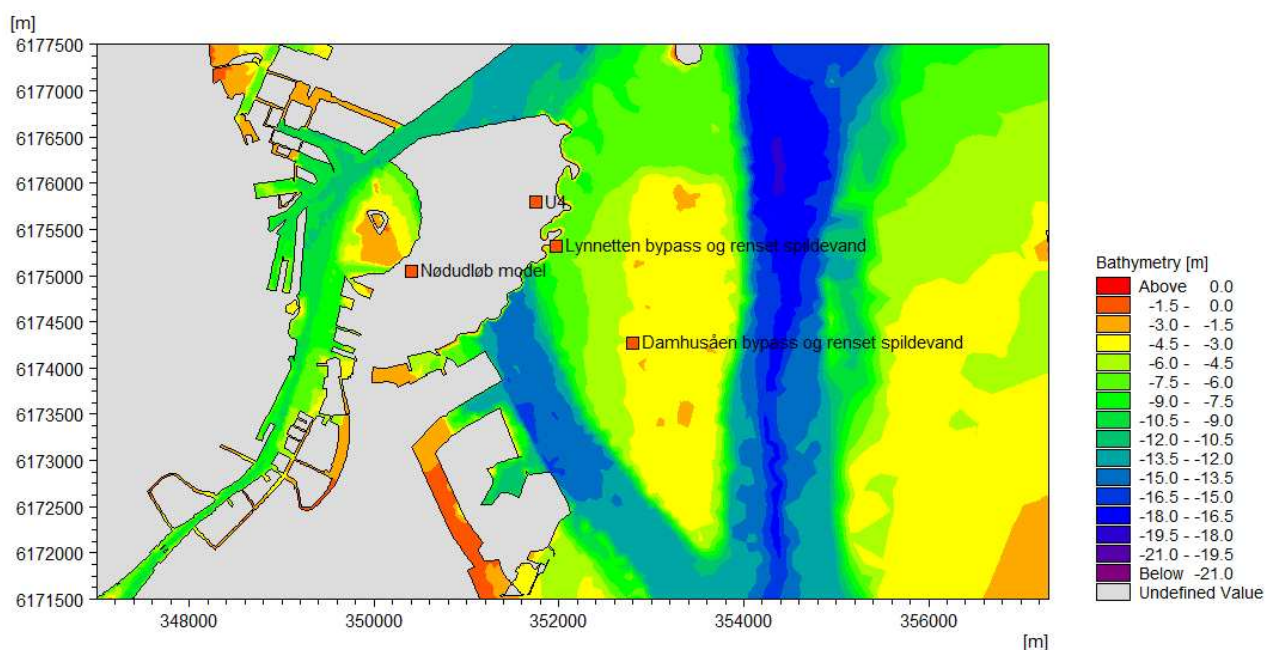 [m]
6177500
6177000
6176500
6176000
6175500
6175000
6174500
6174000
6173500
6173000
6172500
6172000
6171500
U4
Lynnetten bypass og renset spildevand
Nødudløb model
Damhusåen bypass og renset spildevand
348000 350000 352000 354000 356000
[m]
Bathymetry [m]
Above 0.0
-1.5 - 0.0
-3.0 - -1.5
-4.5 - -3.0
-6.0 - -4.5
-7.5 - -6.0
-9.0 - -7.5
-10.5 - -9.0
-12.0 - -10.5
-13.5 - -12.0
-15.0 - -13.5
-16.5 - -15.0
-18.0 - -16.5
-19.5 - -18.0
-21.0 - -19.5
Below -21.0
Undefined Value